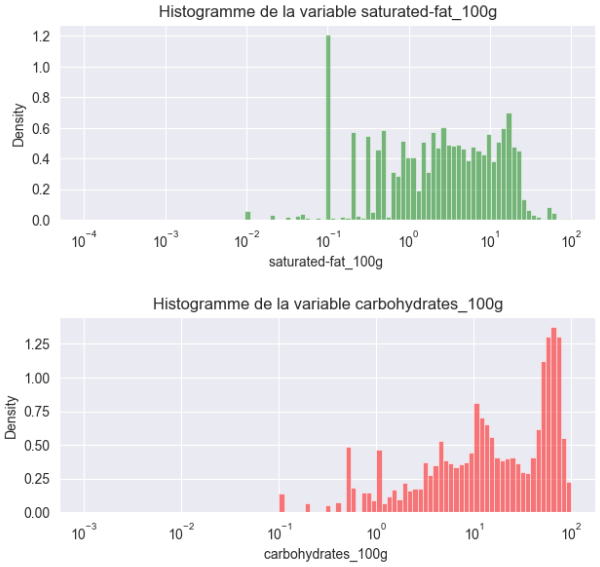 Histogramme de la variable saturated-fat_100g
Density
1.2
1.0
0.8
0.6
0.4
0.2
0.0
10⁻⁴ 10⁻³ 10⁻² 10⁻¹ 10⁰ 10¹ 10²
saturated-fat_100g
Histogramme de la variable carbohydrates_100g
Density
1.25
1.00
0.75
0.50
0.25
0.00
10⁻³ 10⁻² 10⁻¹ 10⁰ 10¹ 10²
carbohydrates_100g